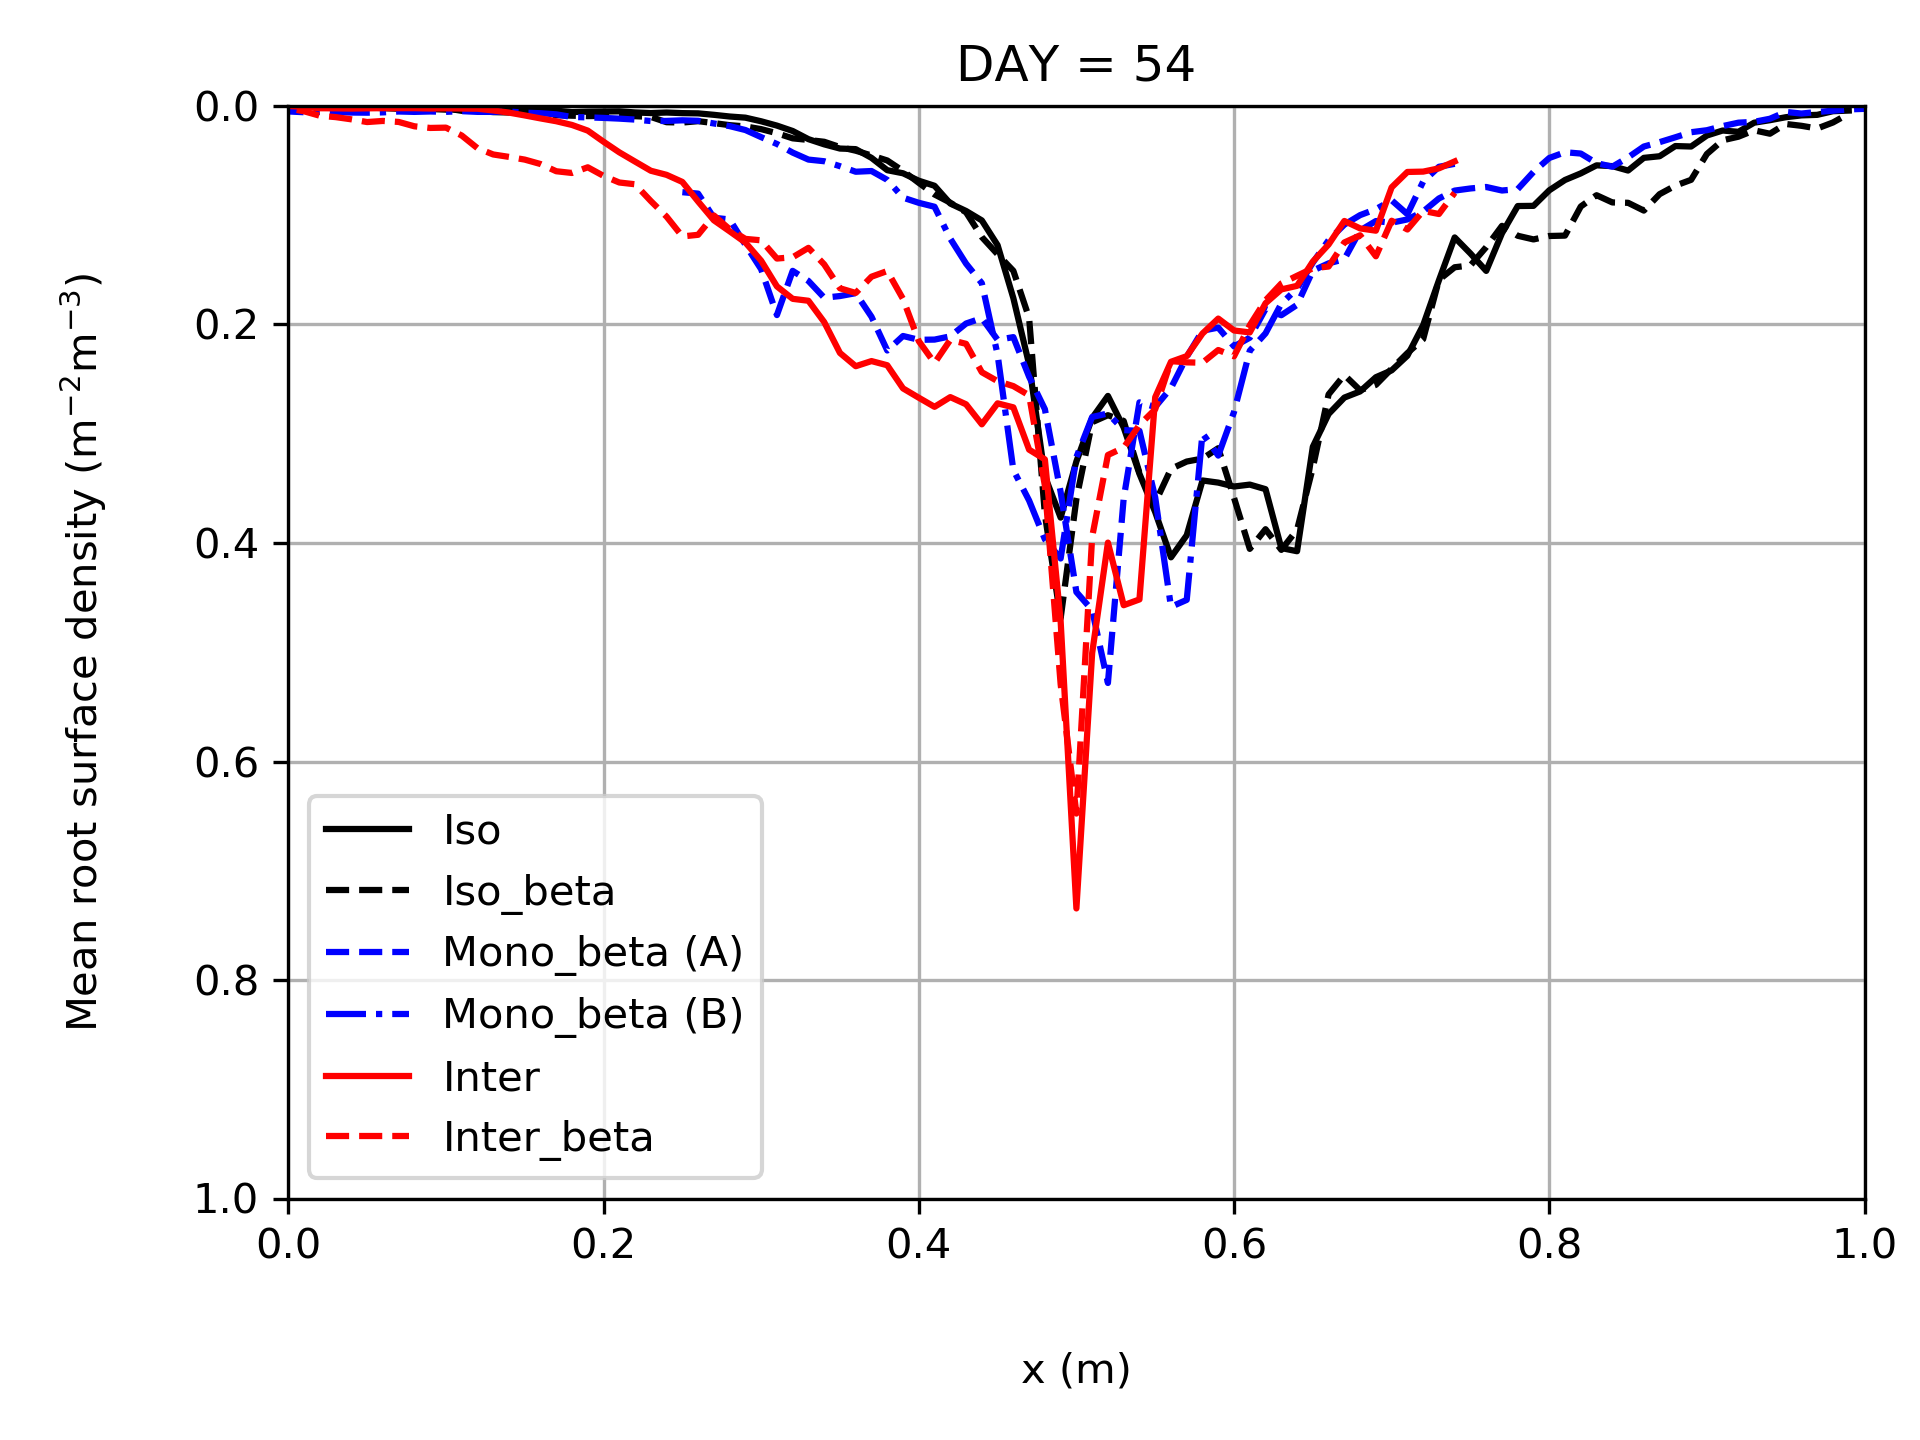 DAY = 54
Mean root surface density (m⁻²m⁻³)
0.0
0.2
0.4
0.6
0.8
1.0
Iso
Iso_beta
Mono_beta (A)
Mono_beta (B)
Inter
Inter_beta
0.0 0.2 0.4 0.6 0.8 1.0
x (m)